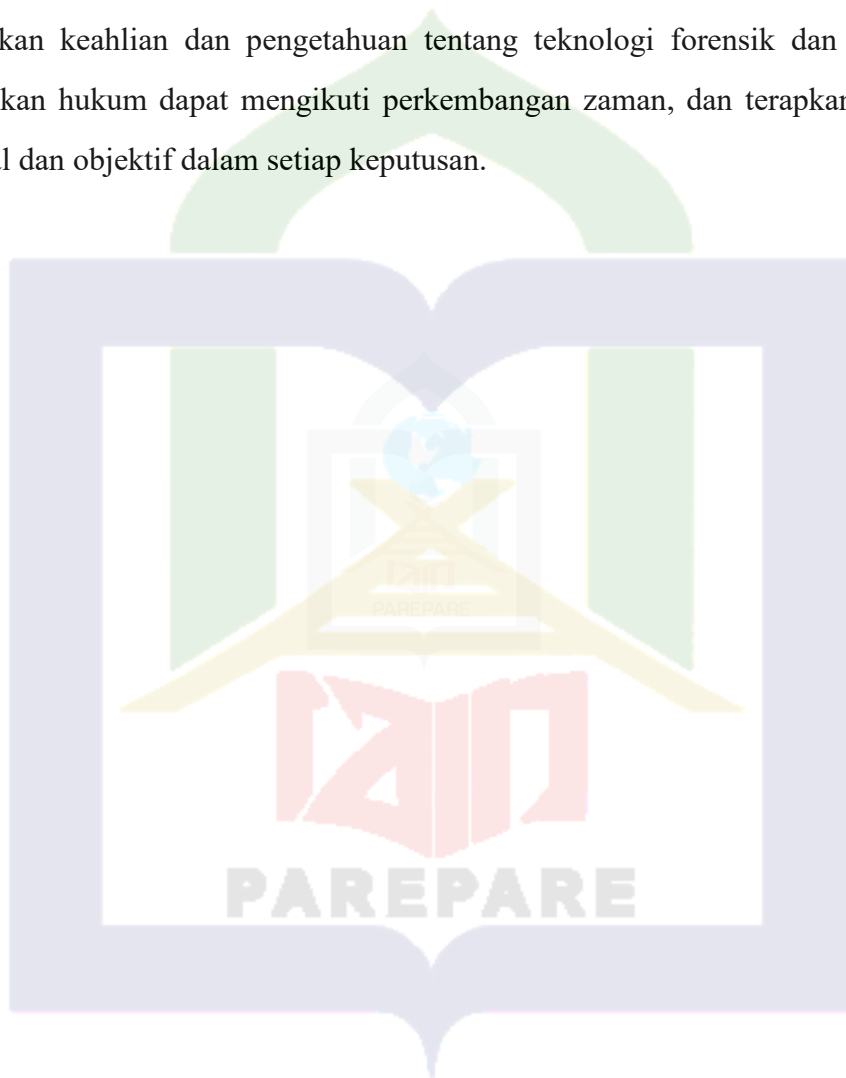 kan keahlian dan pengetahuan tentang teknologi forensik dan
kan hukum dapat mengikuti perkembangan zaman, dan terapkan
l dan objektif dalam setiap keputusan.
PAREPARE
iain
PAREPARE